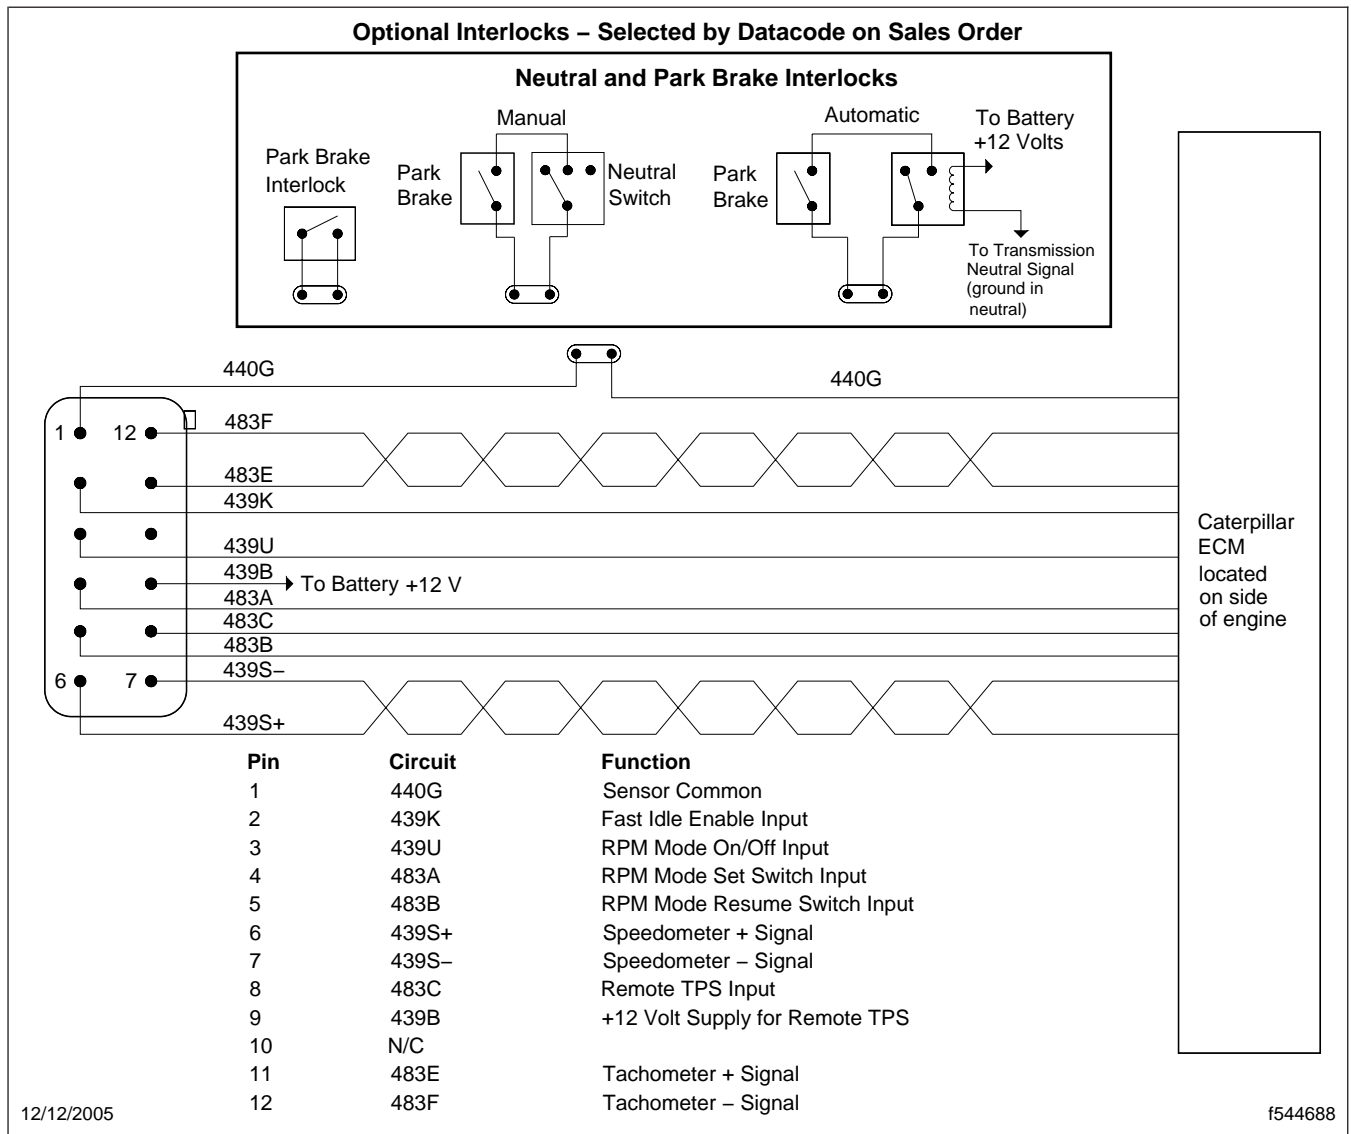 Optional Interlocks – Selected by Datacode on Sales Order
Neutral and Park Brake Interlocks
Park Brake
Interlock
Manual
Park
Brake
Neutral
Switch
Automatic
Park
Brake
To Battery
+12 Volts
To Transmission
Neutral Signal
(ground in
neutral)
440G
440G
1
12
483F
483E
439K
439U
439B
To Battery +12 V
483A
483C
483B
6
7
439S–
439S+
Caterpillar
ECM
located
on side
of engine
Pin Circuit Function
1 440G Sensor Common
2 439K Fast Idle Enable Input
3 439U RPM Mode On/Off Input
4 483A RPM Mode Set Switch Input
5 483B RPM Mode Resume Switch Input
6 439S+ Speedometer + Signal
7 439S– Speedometer – Signal
8 483C Remote TPS Input
9 439B +12 Volt Supply for Remote TPS
10 N/C
11 483E Tachometer + Signal
12 483F Tachometer – Signal
12/12/2005
f544688